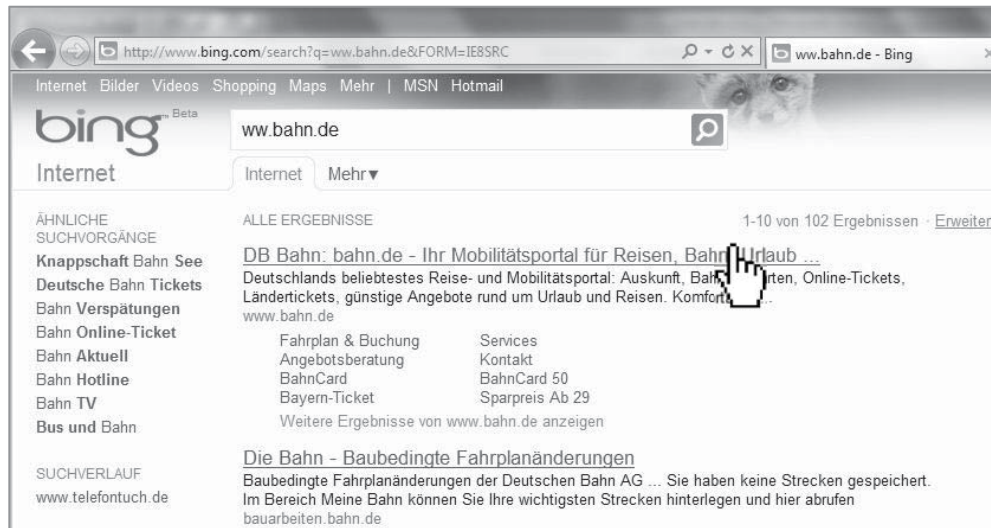 http://www.bing.com/search?q=ww.bahn.de&FORM=IE8SRC
ww.bahn.de - Bing
Internet Bilder Videos Shopping Maps Mehr | MSN Hotmail
bing™ Beta
ww.bahn.de
Internet
Internet Mehr▾
ÄHNLICHE
SUCHVORGÄNGE
Knappschaft Bahn See
Deutsche Bahn Tickets
Bahn Verspätungen
Bahn Online-Ticket
Bahn Aktuell
Bahn Hotline
Bahn TV
Bus und Bahn
SUCHVERLAUF
www.telefontuch.de
ALLE ERGEBNISSE
1-10 von 102 Ergebnissen · Erweiter
DB Bahn: bahn.de - Ihr Mobilitätsportal für Reisen, Bahn Urlaub ...
Deutschlands beliebtestes Reise- und Mobilitätsportal: Auskunft, Online-Tickets,
Ländertickets, günstige Angebote rund um Urlaub und Reisen.
www.bahn.de
Fahrplan & Buchung Services
Angebotsberatung Kontakt
BahnCard BahnCard 50
Bayern-Ticket Sparpreis Ab 29
Weitere Ergebnisse von www.bahn.de anzeigen
Die Bahn - Baubedingte Fahrplanänderungen
Baubedingte Fahrplanänderungen der Deutschen Bahn AG ... Sie haben keine Strecken gespeichert.
Im Bereich Meine Bahn können Sie Ihre wichtigsten Strecken hinterlegen und hier abrufen
bauarbeiten.bahn.de